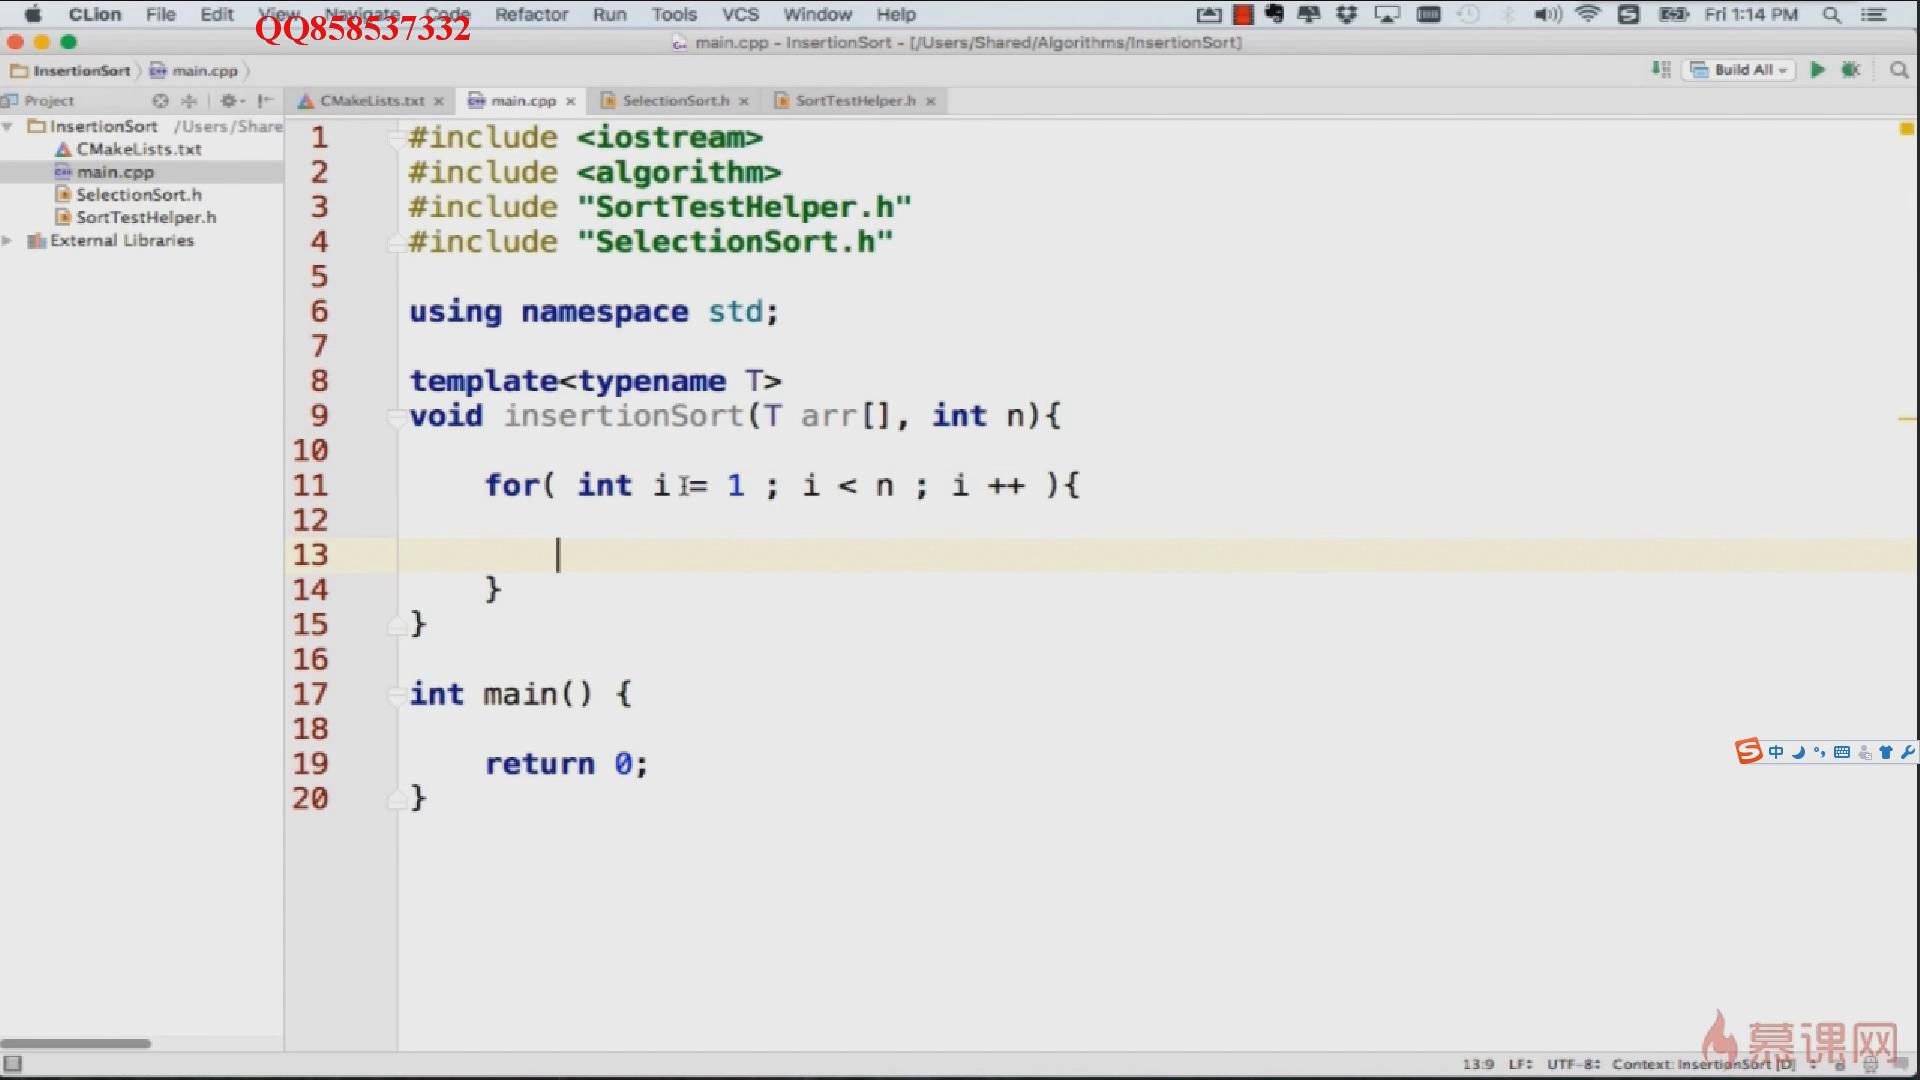 CLion File Edit View Navigate Code Refactor Run Tools VCS Window Help Fri 1:14 PM
QQ858537332
main.cpp - InsertionSort - [/Users/Shared/Algorithms/InsertionSort]
InsertionSort main.cpp Build All
Project CMakeLists.txt main.cpp SelectionSort.h SortTestHelper.h
InsertionSort /Users/Share
CMakeLists.txt
main.cpp
SelectionSort.h
SortTestHelper.h
External Libraries
1 #include <iostream>
2 #include <algorithm>
3 #include "SortTestHelper.h"
4 #include "SelectionSort.h"
5
6 using namespace std;
7
8 template<typename T>
9 void insertionSort(T arr[], int n){
10
11 for( int i = 1 ; i < n ; i ++ ){
12
13
14 }
15 }
16
17 int main() {
18
19 return 0;
20 }
中
慕课网
13:9 LF: UTF-8: Context: InsertionSort [D]